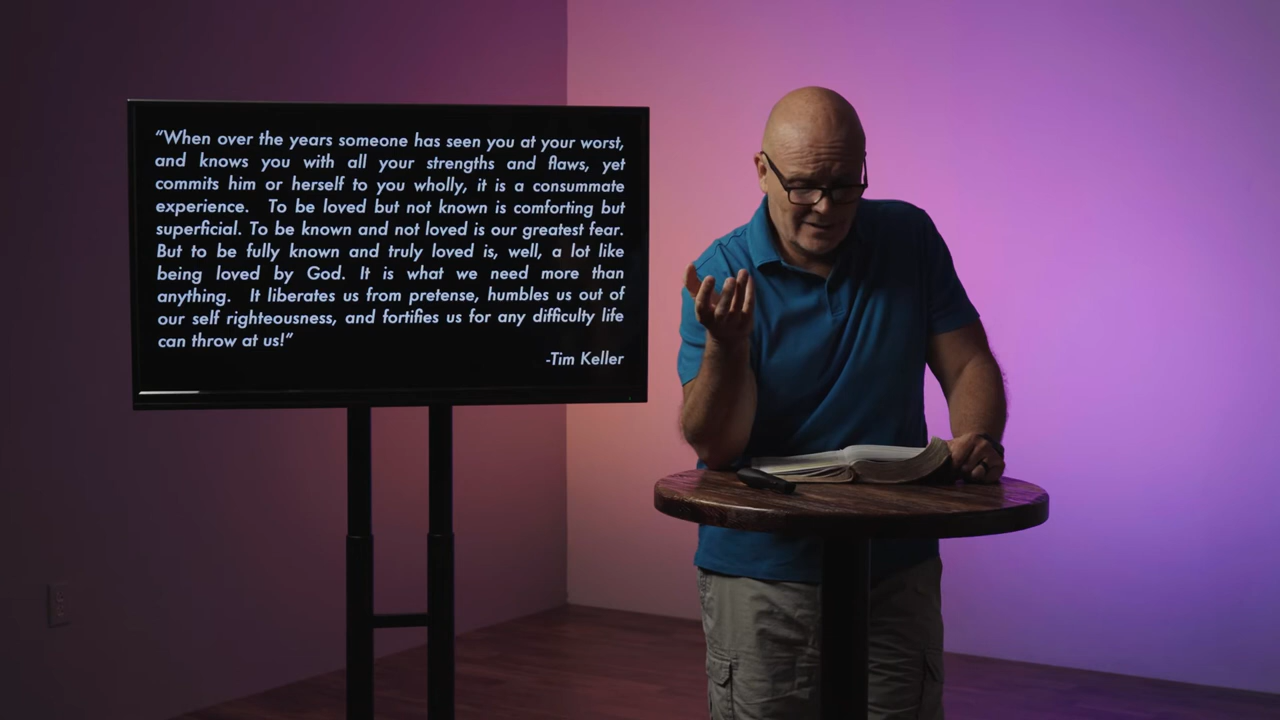 “When over the years someone has seen you at your worst,
and knows you with all your strengths and flaws, yet
commits him or herself to you wholly, it is a consummate
experience. To be loved but not known is comforting but
superficial. To be known and not loved is our greatest fear.
But to be fully known and truly loved is, well, a lot like
being loved by God. It is what we need more than
anything. It liberates us from pretense, humbles us out of
our self righteousness, and fortifies us for any difficulty life
can throw at us!”
-Tim Keller